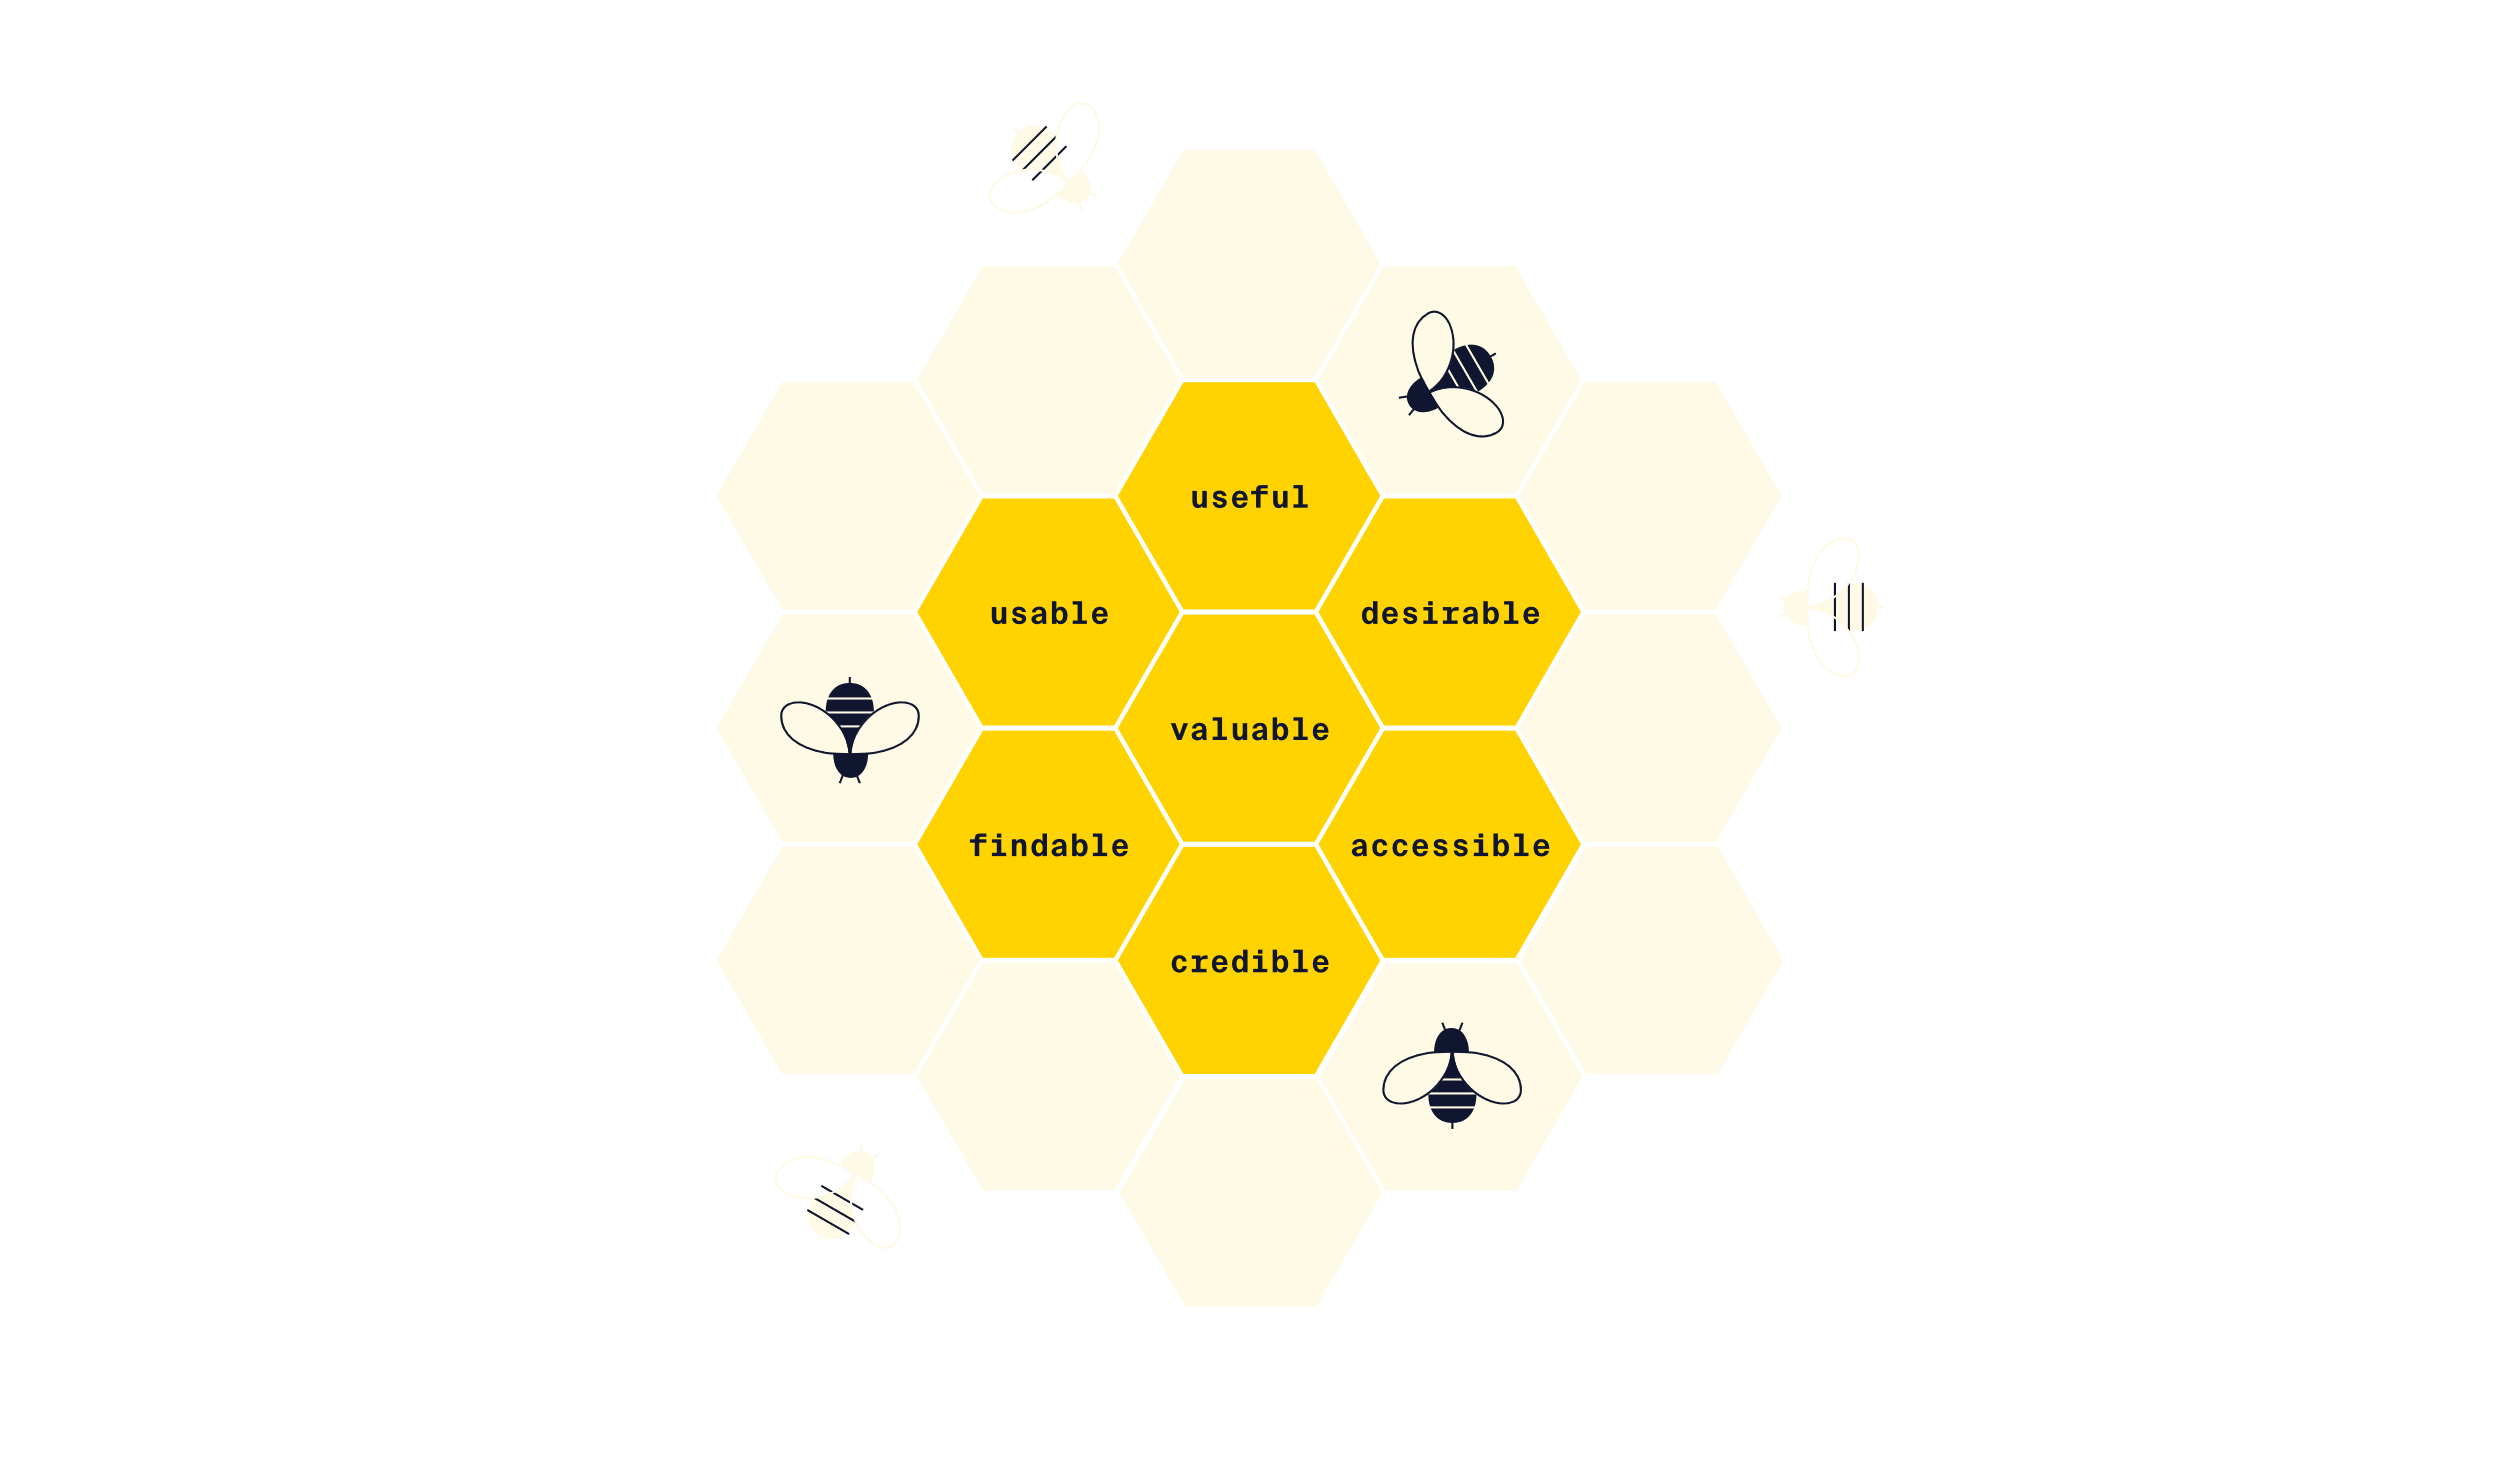 useful
usable
desirable
valuable
findable
accessible
credible